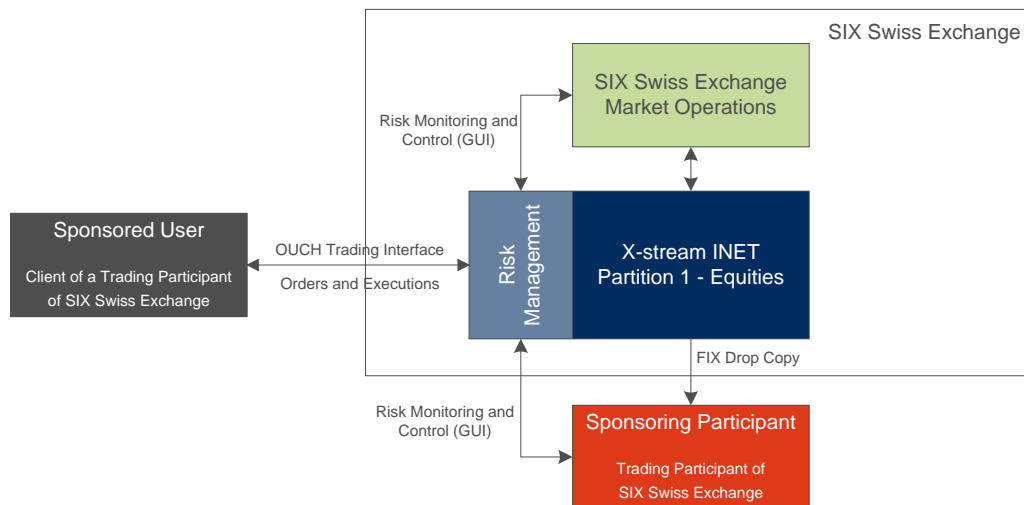 SIX Swiss Exchange
SIX Swiss Exchange
Market Operations
Risk Monitoring and
Control (GUI)
Sponsored User
Client of a Trading Participant
of SIX Swiss Exchange
OUCH Trading Interface
Orders and Executions
Risk
Management
X-stream INET
Partition 1 - Equities
FIX Drop Copy
Risk Monitoring and
Control (GUI)
Sponsoring Participant
Trading Participant of
SIX Swiss Exchange